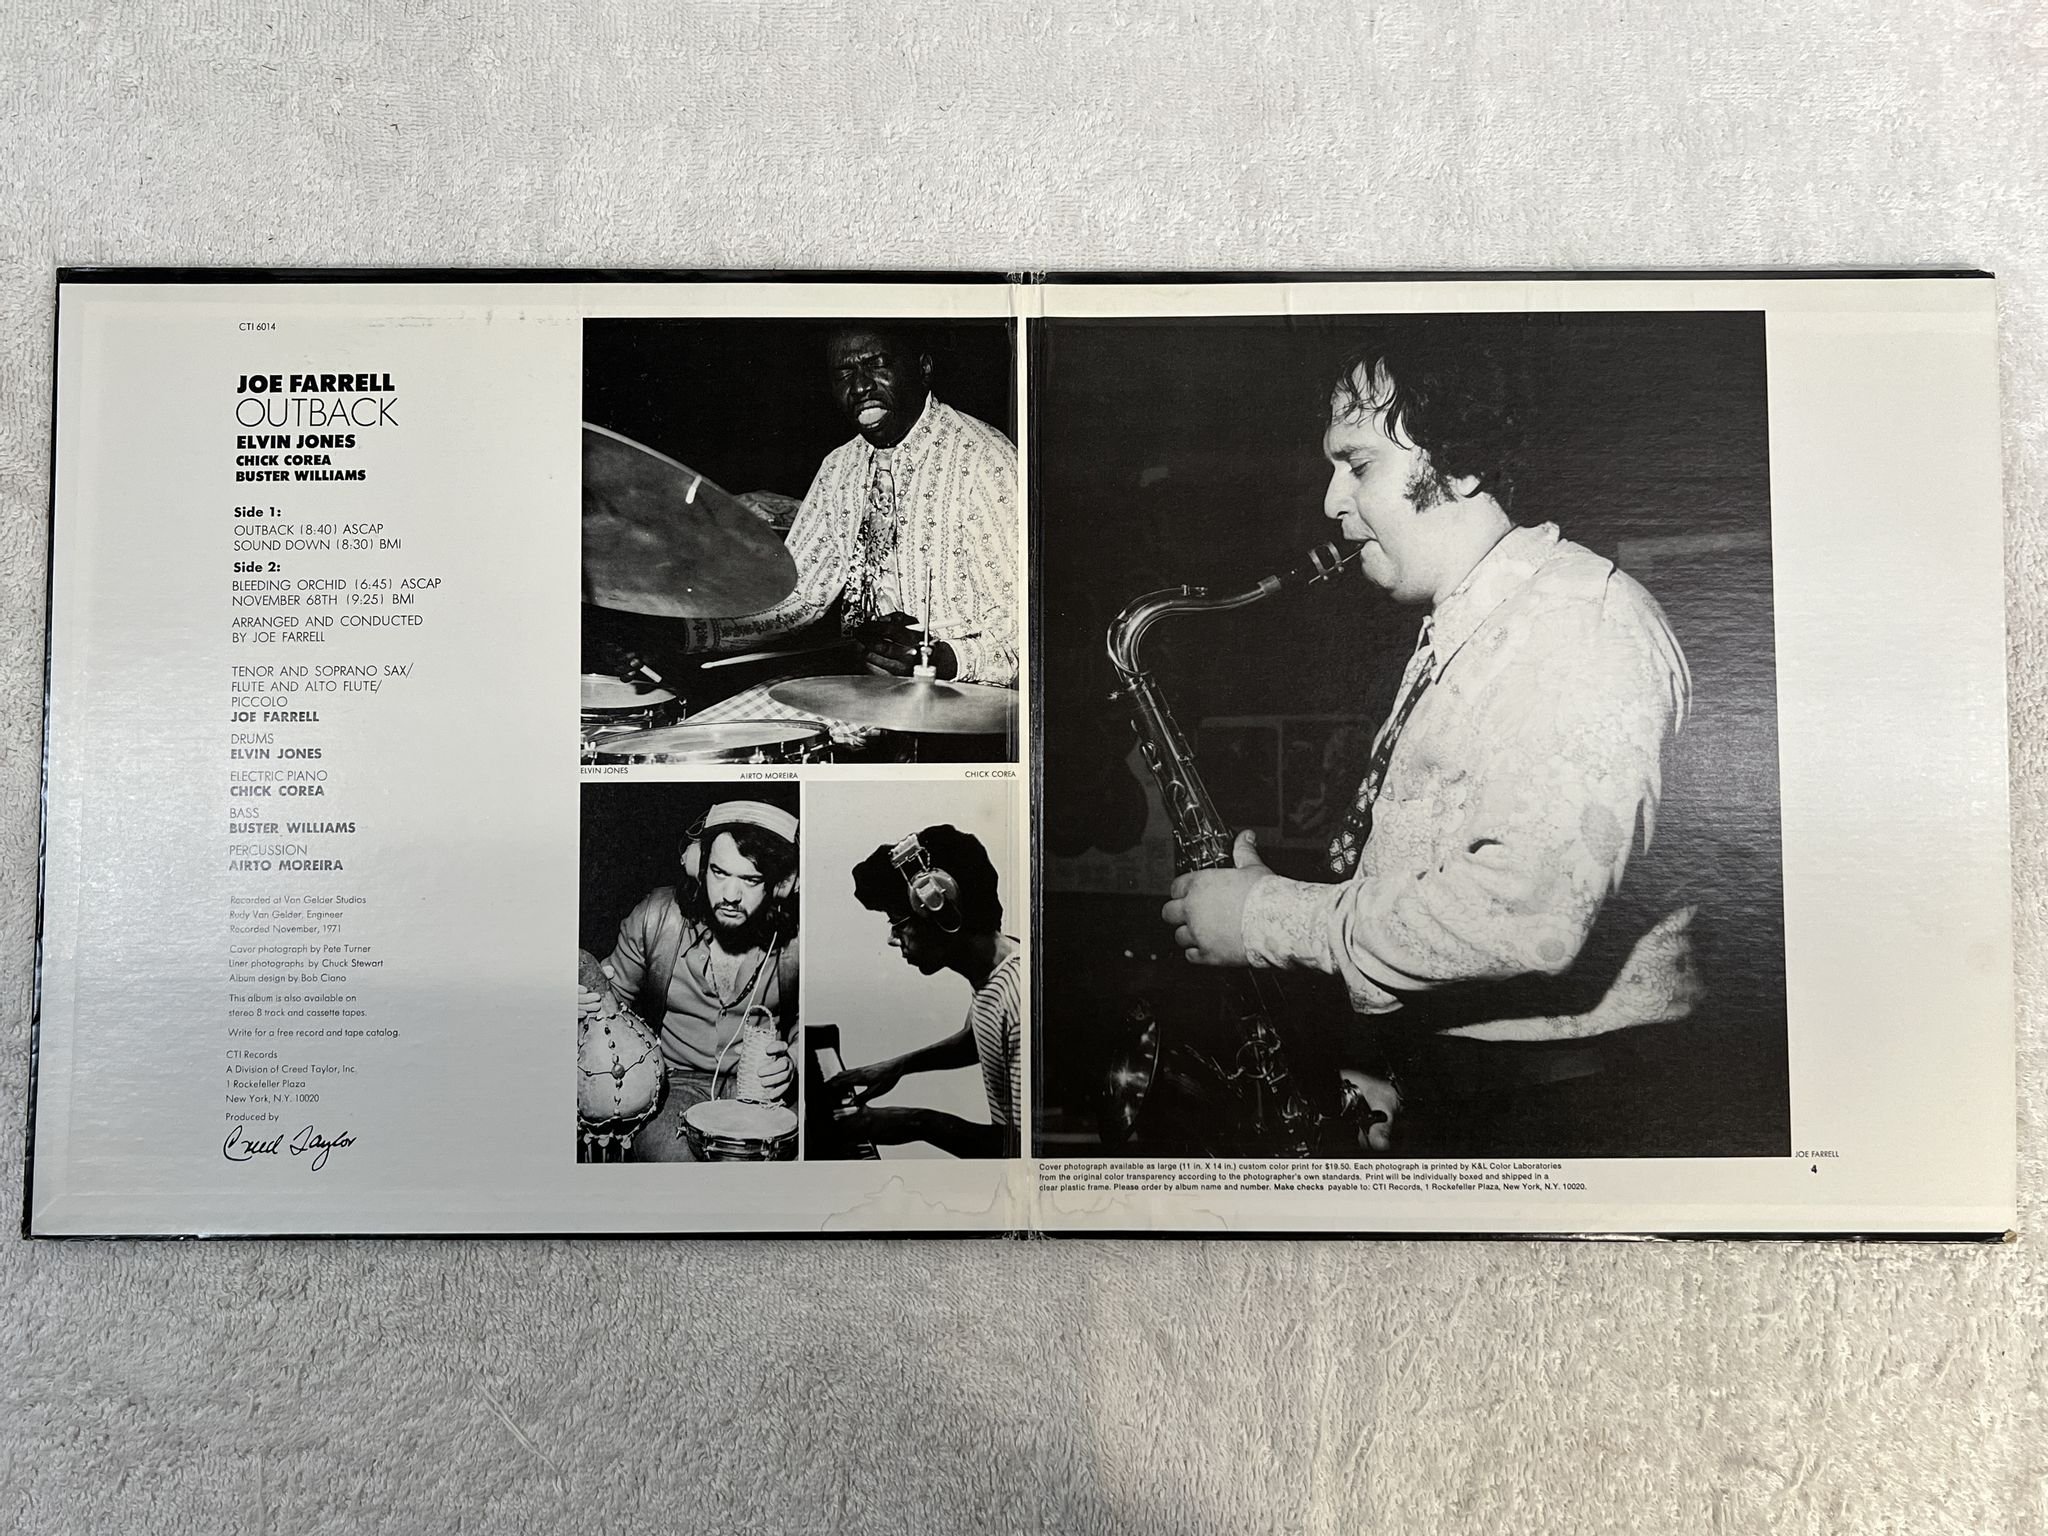 CTI 6014
JOE FARRELL
OUTBACK
ELVIN JONES
CHICK COREA
BUSTER WILLIAMS
Side 1:
OUTBACK (8:40) ASCAP
SOUND DOWN (8:30) BMI
Side 2:
BLEEDING ORCHID (6:45) ASCAP
NOVEMBER 68TH (9:25) BMI
ARRANGED AND CONDUCTED
BY JOE FARRELL
TENOR AND SOPRANO SAX/
FLUTE AND ALTO FLUTE/
PICCOLO
JOE FARRELL
DRUMS
ELVIN JONES
ELECTRIC PIANO
CHICK COREA
BASS
BUSTER WILLIAMS
PERCUSSION
AIRTO MOREIRA
Recorded at Van Gelder Studios
Rudy Van Gelder, Engineer
Recorded November, 1971
Cover photograph by Pete Turner
Liner photographs by Chuck Stewart
Album design by Bob Ciano
This album is also available on
stereo 8 track and cassette tapes.
Write for a free record and tape catalog.
CTI Records
A Division of Creed Taylor, Inc.
1 Rockefeller Plaza
New York, N.Y. 10020
Produced by
Creed Taylor
ELVIN JONES
AIRTO MOREIRA
CHICK COREA
JOE FARRELL
4
Cover photograph available as large (11 in. X 14 in.) custom color print for $19.50. Each photograph is printed by K&L Color Laboratories
from the original color transparency according to the photographer's own standards. Print will be individually boxed and shipped in a
clear plastic frame. Please order by album name and number. Make checks payable to: CTI Records, 1 Rockefeller Plaza, New York, N.Y. 10020.